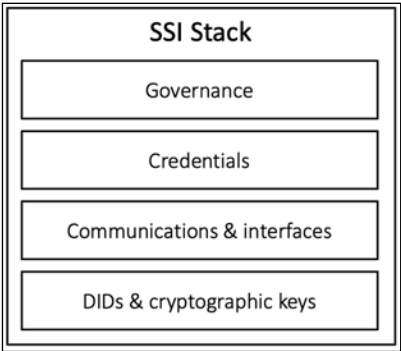 SSI Stack
Governance
Credentials
Communications & interfaces
DIDs & cryptographic keys